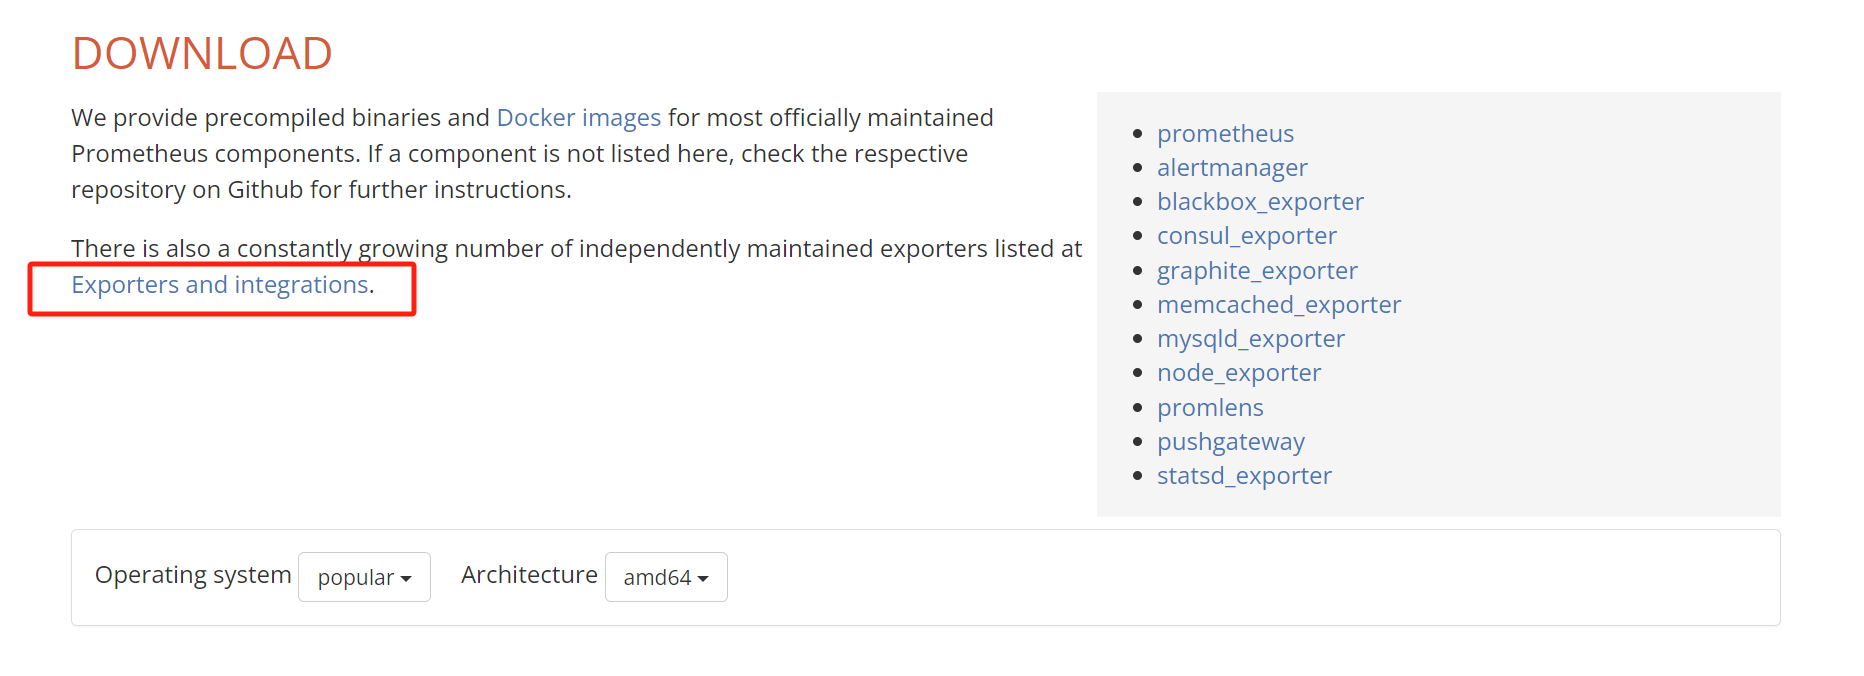 DOWNLOAD
We provide precompiled binaries and Docker images for most officially maintained
Prometheus components. If a component is not listed here, check the respective
repository on Github for further instructions.
There is also a constantly growing number of independently maintained exporters listed at
Exporters and integrations.
prometheus
alertmanager
blackbox_exporter
consul_exporter
graphite_exporter
memcached_exporter
mysqld_exporter
node_exporter
promlens
pushgateway
statsd_exporter
Operating system popular Architecture amd64